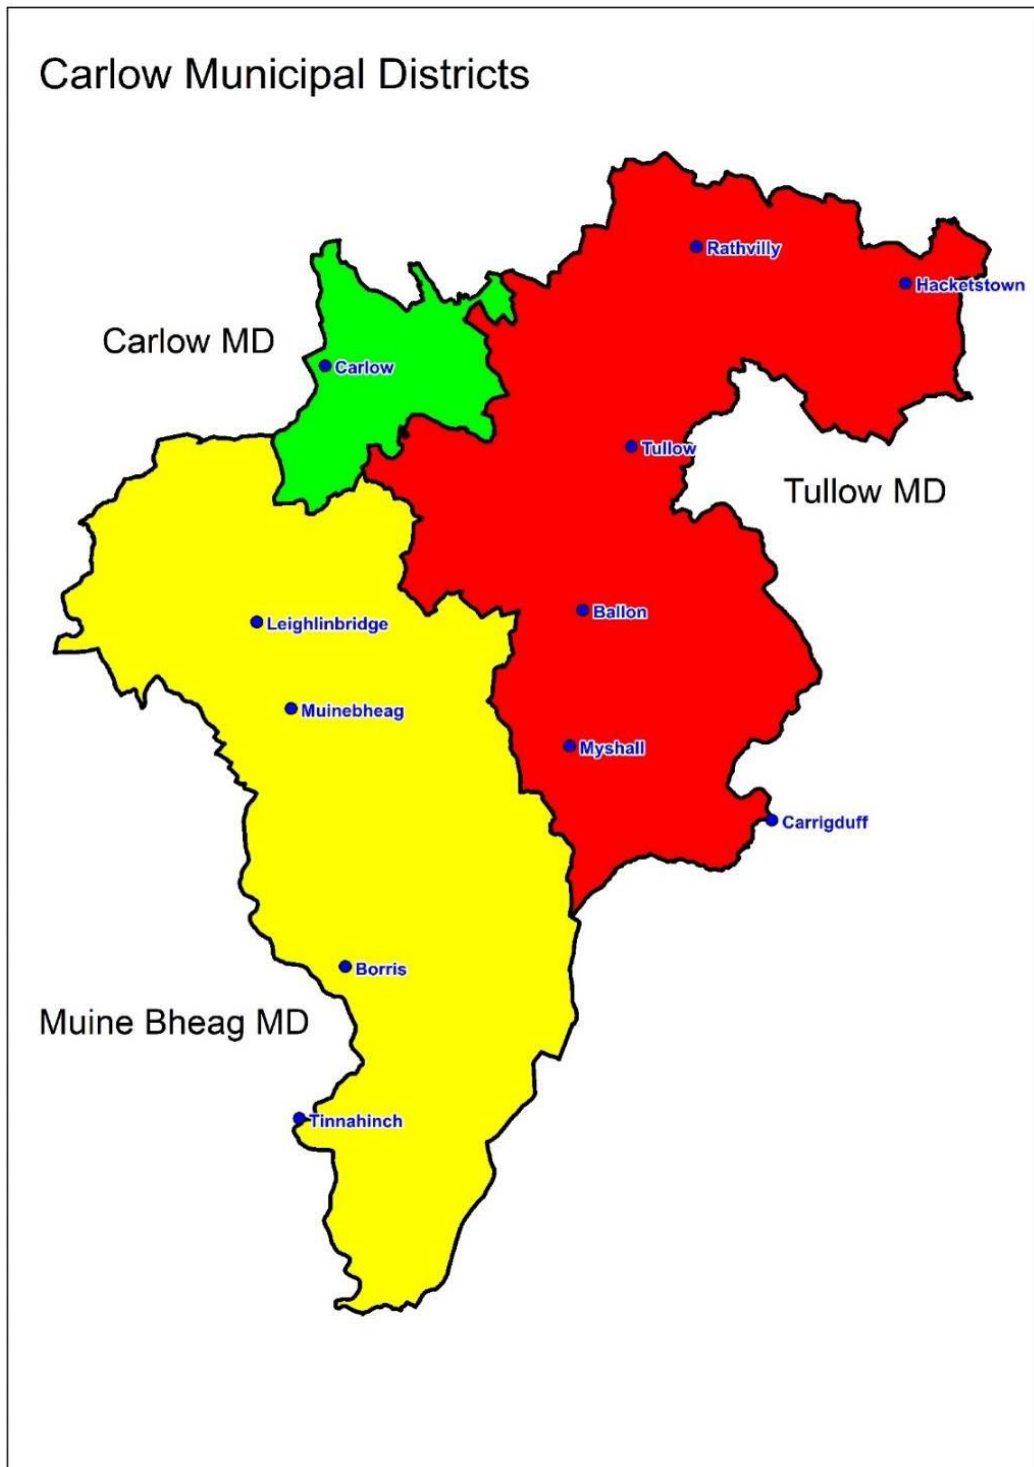 Carlow Municipal Districts
Rathvilly
Hacketstown
Carlow MD
Carlow
Tullow
Tullow MD
Ballon
Leighlinbridge
Muinebheag
Myshall
Carrigduff
Borris
Muine Bheag MD
Tinnahinch